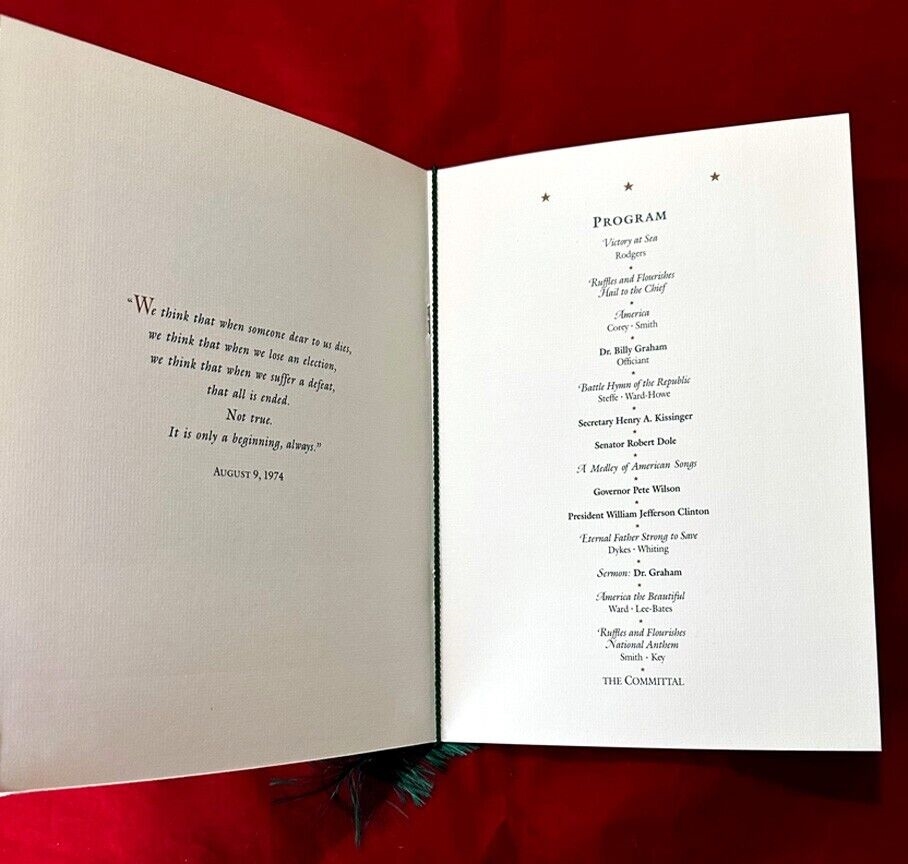 “We think that when someone dear to us dies,
we think that when we lose an election,
we think that when we suffer a defeat,
that all is ended.
Not true.
It is only a beginning, always.”
AUGUST 9, 1974
PROGRAM
Victory at Sea
Rodgers
Ruffles and Flourishes
Hail to the Chief
America
Corey · Smith
Dr. Billy Graham
Officiant
Battle Hymn of the Republic
Steffe · Ward-Howe
Secretary Henry A. Kissinger
Senator Robert Dole
A Medley of American Songs
Governor Pete Wilson
President William Jefferson Clinton
Eternal Father Strong to Save
Dykes · Whiting
Sermon: Dr. Graham
America the Beautiful
Ward · Lee-Bates
Ruffles and Flourishes
National Anthem
Smith · Key
THE COMMITTAL